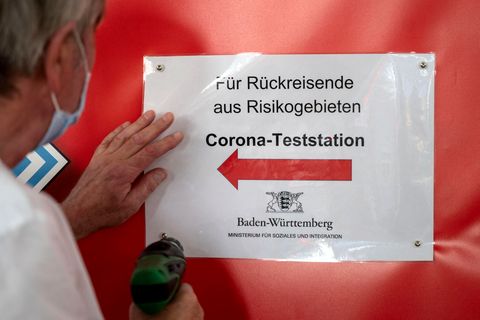 Für Rückreisende
aus Risikogebieten
Corona-Teststation
Baden-Württemberg
MINISTERIUM FÜR SOZIALES UND INTEGRATION